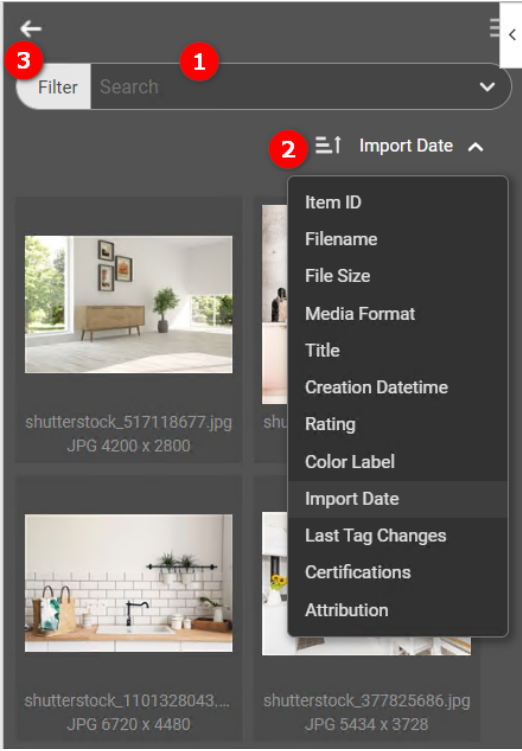 3
1
Filter Search
2
Import Date
Item ID
Filename
File Size
Media Format
Title
Creation Datetime
Rating
Color Label
Import Date
Last Tag Changes
Certifications
Attribution
shutterstock_517118677.jpg
JPG 4200 x 2800
shu
shutterstock_1101328043,...
JPG 6720 x 4480
shutterstock_377825686.jpg
JPG 5434 x 3728